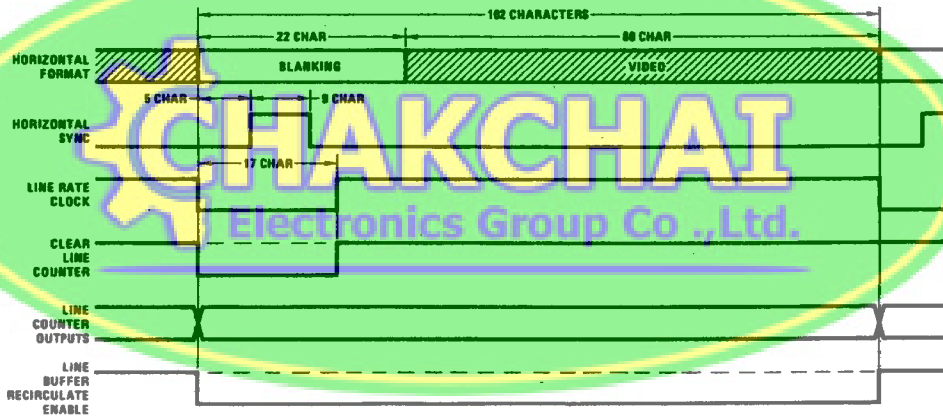 102 CHARACTERS
22 CHAR
80 CHAR
HORIZONTAL
FORMAT
BLANKING
VIDEO
5 CHAR
9 CHAR
HORIZONTAL
SYNC
CHAKCHAI
17 CHAR
LINE RATE
CLOCK
Electronics Group Co .,Ltd.
CLEAR
LINE
COUNTER
LINE
COUNTER
OUTPUTS
LINE
BUFFER
RECIRCULATE
ENABLE